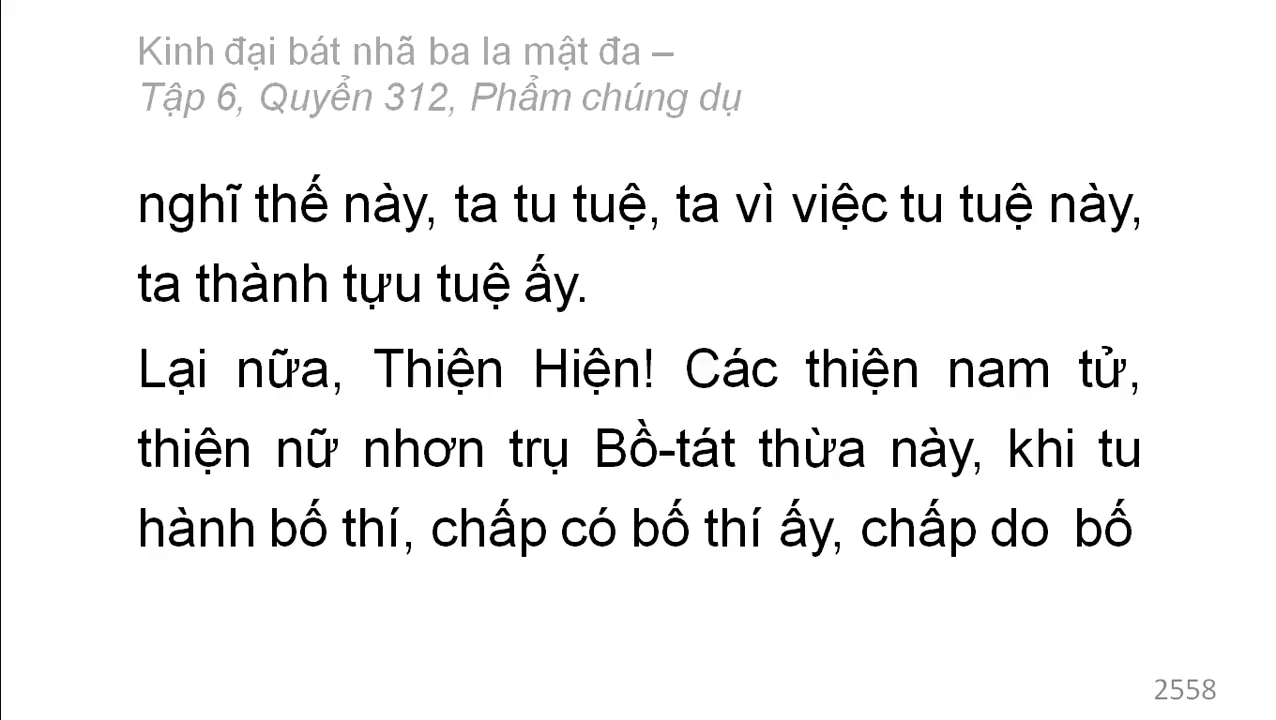 Kinh đại bát nhã ba la mật đa –
Tập 6, Quyển 312, Phẩm chúng dụ
nghĩ thế này, ta tu tuệ, ta vì việc tu tuệ này,
ta thành tựu tuệ ấy.
Lại nữa, Thiện Hiện! Các thiện nam tử,
thiện nữ nhơn trụ Bồ-tát thừa này, khi tu
hành bố thí, chấp có bố thí ấy, chấp do bố
2558